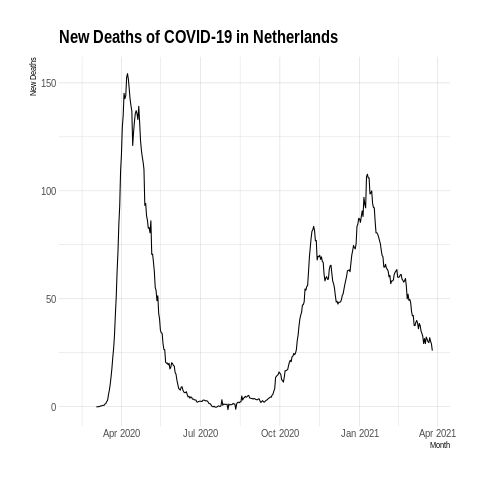 New Deaths of COVID-19 in Netherlands
New Deaths
150
100
50
0
Apr 2020
Jul 2020
Oct 2020
Jan 2021
Apr 2021
Month